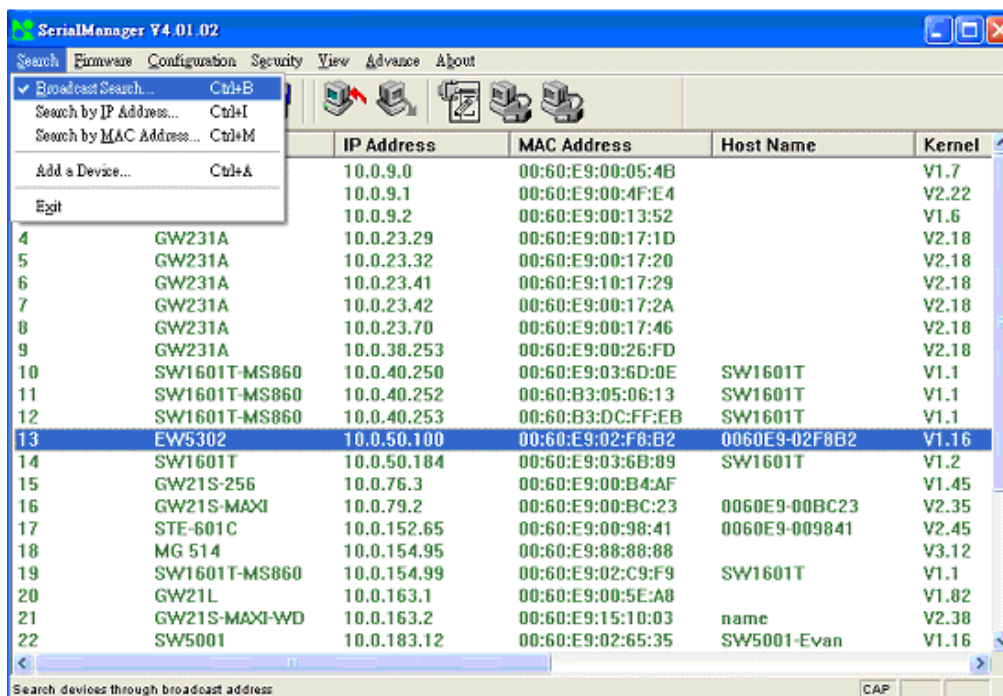 SerialManager V4.01.02
Search Firmware Configuration Security View Advance About
Broadcast Search... Ctrl+B
Search by IP Address... Ctrl+I
Search by MAC Address... Ctrl+M
Add a Device... Ctrl+A
Exit
IP Address MAC Address Host Name Kernel
10.0.9.0 00:60:E9:00:05:4B V1.7
10.0.9.1 00:60:E9:00:4F:E4 V2.22
10.0.9.2 00:60:E9:00:13:52 V1.6
4 GW231A 10.0.23.29 00:60:E9:00:17:1D V2.18
5 GW231A 10.0.23.32 00:60:E9:00:17:20 V2.18
6 GW231A 10.0.23.41 00:60:E9:10:17:29 V2.18
7 GW231A 10.0.23.42 00:60:E9:00:17:2A V2.18
8 GW231A 10.0.23.70 00:60:E9:00:17:46 V2.18
9 GW231A 10.0.38.253 00:60:E9:00:26:FD V2.18
10 SW1601T-MS860 10.0.40.250 00:60:E9:03:6D:0E SW1601T V1.1
11 SW1601T-MS860 10.0.40.252 00:60:B3:05:06:13 SW1601T V1.1
12 SW1601T-MS860 10.0.40.253 00:60:B3:DC:FF:EB SW1601T V1.1
13 EW5302 10.0.50.100 00:60:E9:02:F8:B2 0060E9-02F8B2 V1.16
14 SW1601T 10.0.50.184 00:60:E9:03:6B:89 SW1601T V1.2
15 GW21S-256 10.0.76.3 00:60:E9:00:B4:AF V1.45
16 GW21S-MAXI 10.0.79.2 00:60:E9:00:BC:23 0060E9-00BC23 V2.35
17 STE-601C 10.0.152.65 00:60:E9:00:98:41 0060E9-009841 V2.45
18 MG 514 10.0.154.95 00:60:E9:88:88:88 V3.12
19 SW1601T-MS860 10.0.154.99 00:60:E9:02:C9:F9 SW1601T V1.1
20 GW21L 10.0.163.1 00:60:E9:00:5E:A8 V1.82
21 GW21S-MAXI-WD 10.0.163.2 00:60:E9:15:10:03 name V2.38
22 SW5001 10.0.183.12 00:60:E9:02:65:35 SW5001-Evan V1.16
Search devices through broadcast address CAP